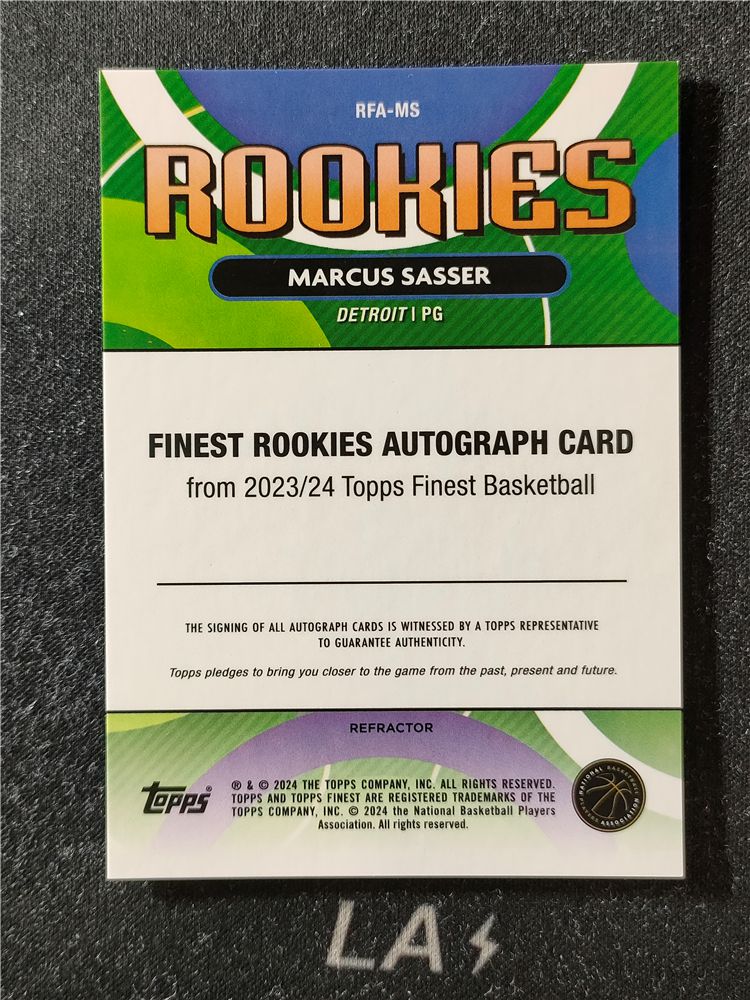 RFA-MS
ROOKIES
MARCUS SASSER
DETROIT | PG
FINEST ROOKIES AUTOGRAPH CARD
from 2023/24 Topps Finest Basketball
THE SIGNING OF ALL AUTOGRAPH CARDS IS WITNESSED BY A TOPPS REPRESENTATIVE
TO GUARANTEE AUTHENTICITY.
Topps pledges to bring you closer to the game from the past, present and future.
REFRACTOR
topps®
® & © 2024 THE TOPPS COMPANY, INC. ALL RIGHTS RESERVED.
TOPPS AND TOPPS FINEST ARE REGISTERED TRADEMARKS OF THE
TOPPS COMPANY, INC. © 2024 the National Basketball Players
Association. All rights reserved.
NATIONAL BASKETBALL PLAYERS ASSOCIATION
LA